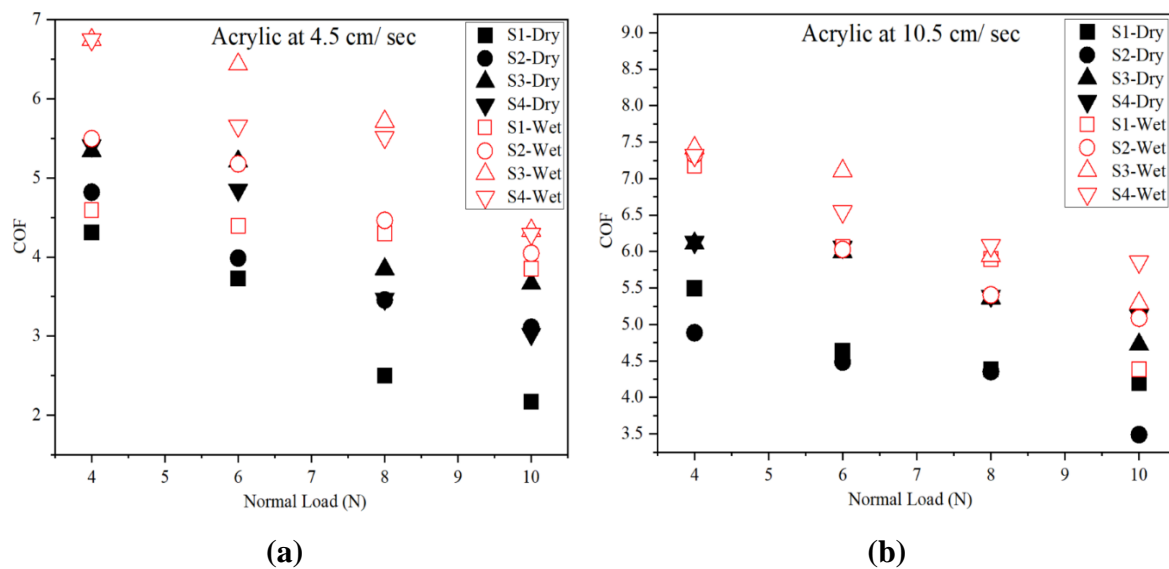 Acrylic at 4.5 cm/ sec
S1-Dry
S2-Dry
S3-Dry
S4-Dry
S1-Wet
S2-Wet
S3-Wet
S4-Wet
COF
7
6
5
4
3
2
4 5 6 7 8 9 10
Normal Load (N)
(a)
Acrylic at 10.5 cm/ sec
S1-Dry
S2-Dry
S3-Dry
S4-Dry
S1-Wet
S2-Wet
S3-Wet
S4-Wet
COF
9.0
8.5
8.0
7.5
7.0
6.5
6.0
5.5
5.0
4.5
4.0
3.5
4 5 6 7 8 9 10
Normal Load (N)
(b)